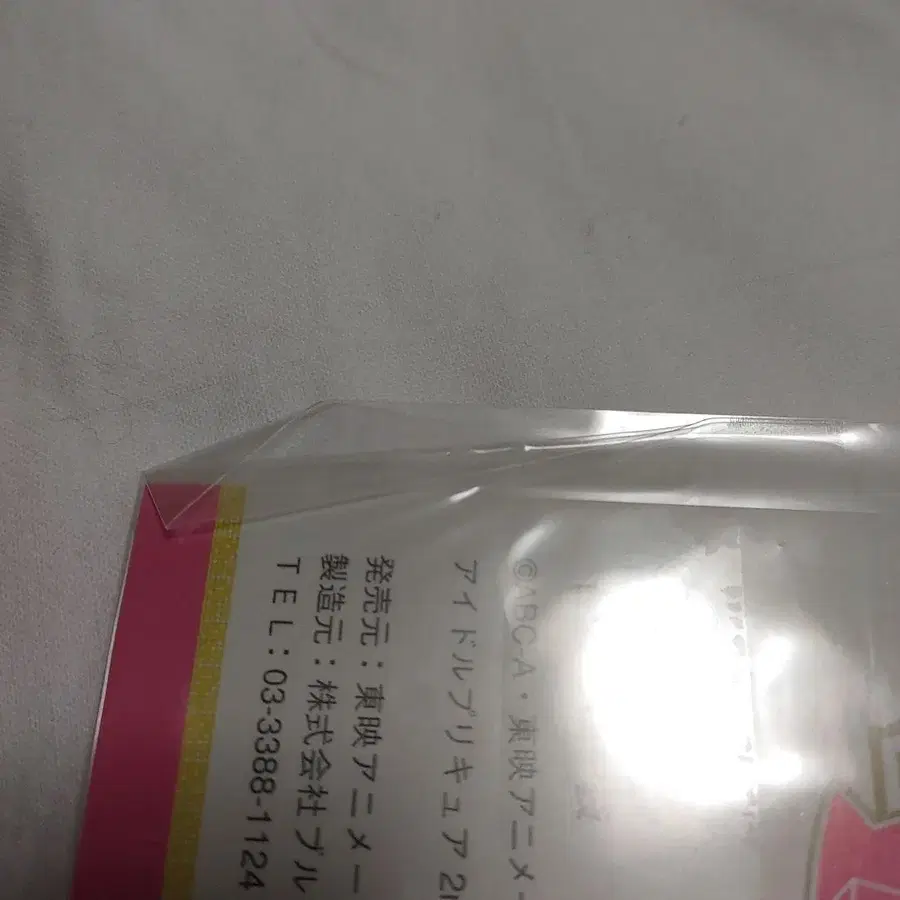 ©ABC-A・東映アニメー
アイドルプリキュア 2
発売元：東映アニメー
製造元：株式会社ブル
TEL：03-3388-1124